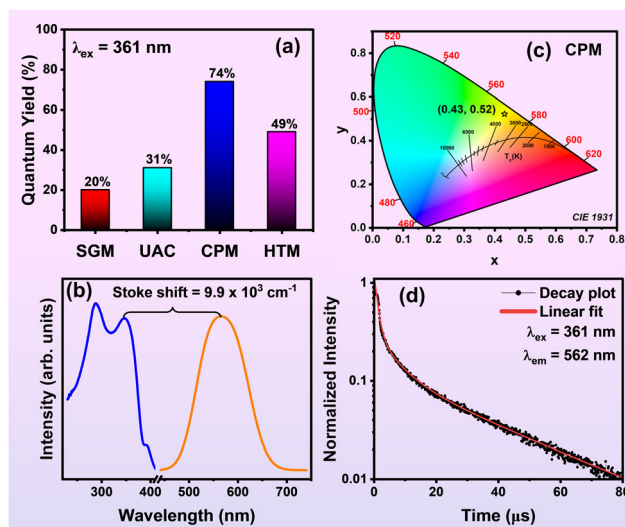 (a)
λex = 361 nm
Quantum Yield (%)
100
80
60
40
20
0
20%
31%
74%
49%
SGM UAC CPM HTM
(c)
CPM
y
0.8
0.6
0.4
0.2
0.0
520
540
560
500
580
600
620
480
460
(0.43, 0.52)
10000
6000
4000
3000
2500
2000
1500
Tc(K)
CIE 1931
0.0 0.1 0.2 0.3 0.4 0.5 0.6 0.7 0.8
x
(b)
Stoke shift = 9.9 x 10³ cm⁻¹
Intensity (arb. units)
300 400 500 600 700
Wavelength (nm)
(d)
Decay plot
Linear fit
λex = 361 nm
λem = 562 nm
Normalized Intensity
1
0.1
0.01
0 20 40 60 80
Time (μs)